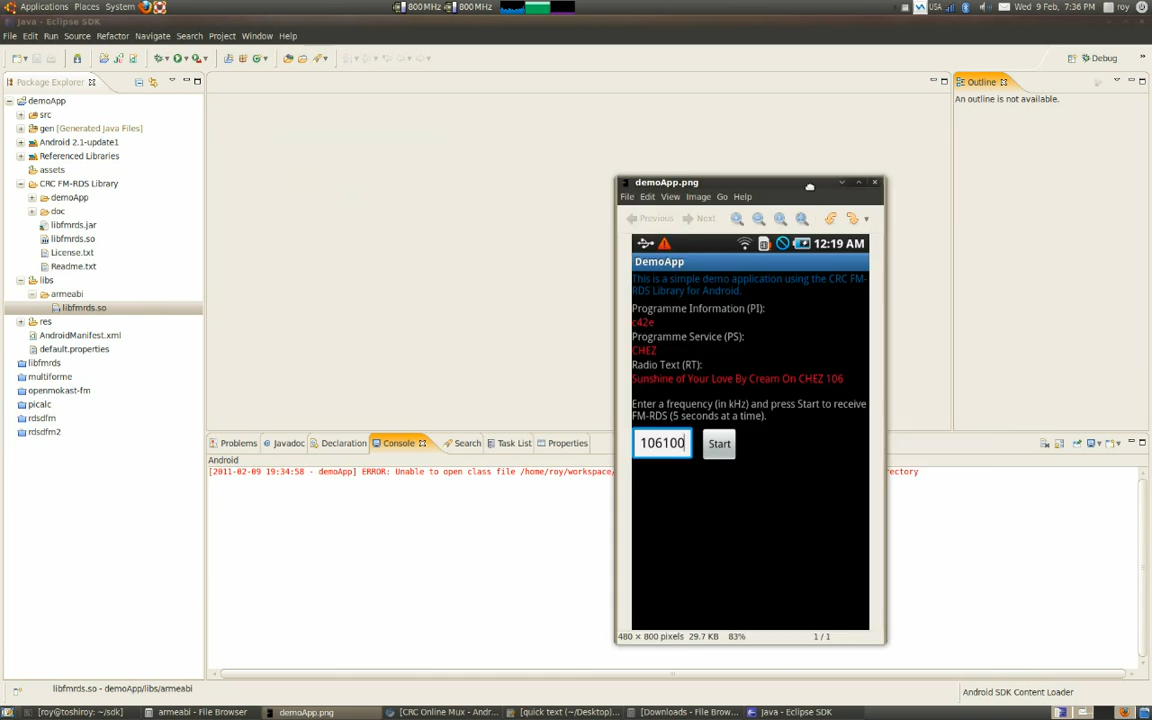 Applications Places System 800 MHz 800 MHz USA Wed 9 Feb, 7:36 PM roy
Java - Eclipse SDK
File Edit Run Source Refactor Navigate Search Project Window Help
Debug
Package Explorer
Outline
An outline is not available.
demoApp
src
gen [Generated Java Files]
Android 2.1-update1
Referenced Libraries
assets
CRC FM-RDS Library
demoApp
doc
libfmrds.jar
libfmrds.so
License.txt
Readme.txt
libs
armeabi
libfmrds.so
res
AndroidManifest.xml
default.properties
libfmrds
multiforme
openmokast-fm
picalc
rdsdfm
rdsdfm2
demoApp.png
File Edit View Image Go Help
Previous Next
12:19 AM
DemoApp
This is a simple demo application using the CRC FM-
RDS Library for Android.
Programme Information (PI):
c42e
Programme Service (PS):
CHEZ
Radio Text (RT):
Sunshine of Your Love By Cream On CHEZ 106
Enter a frequency (in kHz) and press Start to receive
FM-RDS (5 seconds at a time).
106100 Start
480 × 800 pixels 29.7 KB 83% 1 / 1
Problems Javadoc Declaration Console Search Task List Properties
Android
[2011-02-09 19:34:58 - demoApp] ERROR: Unable to open class file /home/roy/workspace/ directory
libfmrds.so - demoApp/libs/armeabi
Android SDK Content Loader
[roy@toshiroy: ~/sdk] armeabi - File Browser demoApp.png [CRC Online Mux - Andr... *quick text (~/Desktop)... [Downloads - File Brow... Java - Eclipse SDK